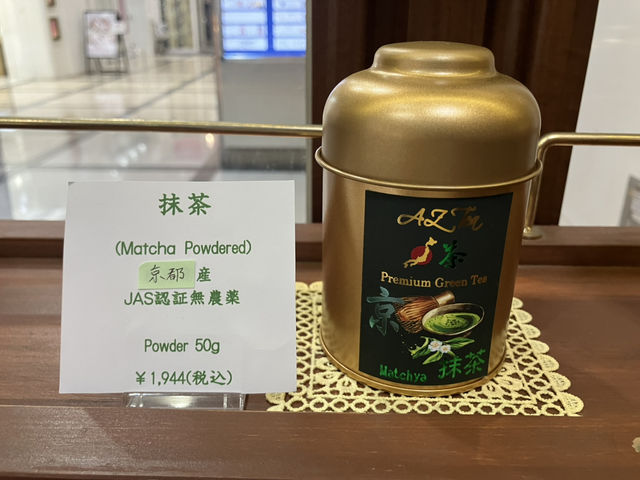 抹茶
(Matcha Powdered)
京都産
JAS認証無農薬
Powder 50g
¥1,944(税込)
茶
Premium Green Tea
京
Matchya 抹茶